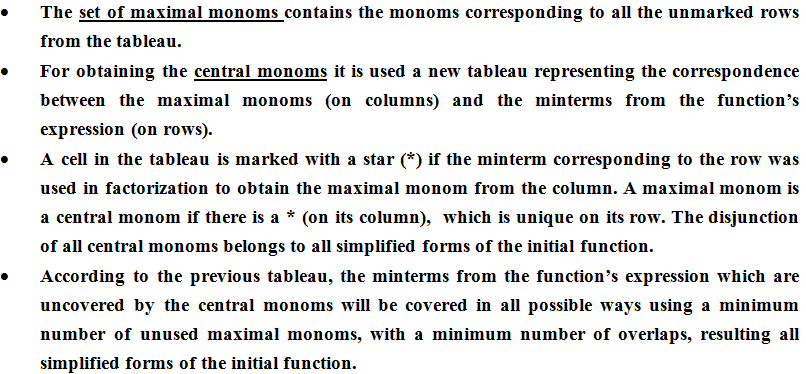 • The set of maximal monoms contains the monoms corresponding to all the unmarked rows
from the tableau.
• For obtaining the central monoms it is used a new tableau representing the correspondence
between the maximal monoms (on columns) and the minterms from the function’s
expression (on rows).
• A cell in the tableau is marked with a star (*) if the minterm corresponding to the row was
used in factorization to obtain the maximal monom from the column. A maximal monom is
a central monom if there is a * (on its column), which is unique on its row. The disjunction
of all central monoms belongs to all simplified forms of the initial function.
• According to the previous tableau, the minterms from the function’s expression which are
uncovered by the central monoms will be covered in all possible ways using a minimum
number of unused maximal monoms, with a minimum number of overlaps, resulting all
simplified forms of the initial function.